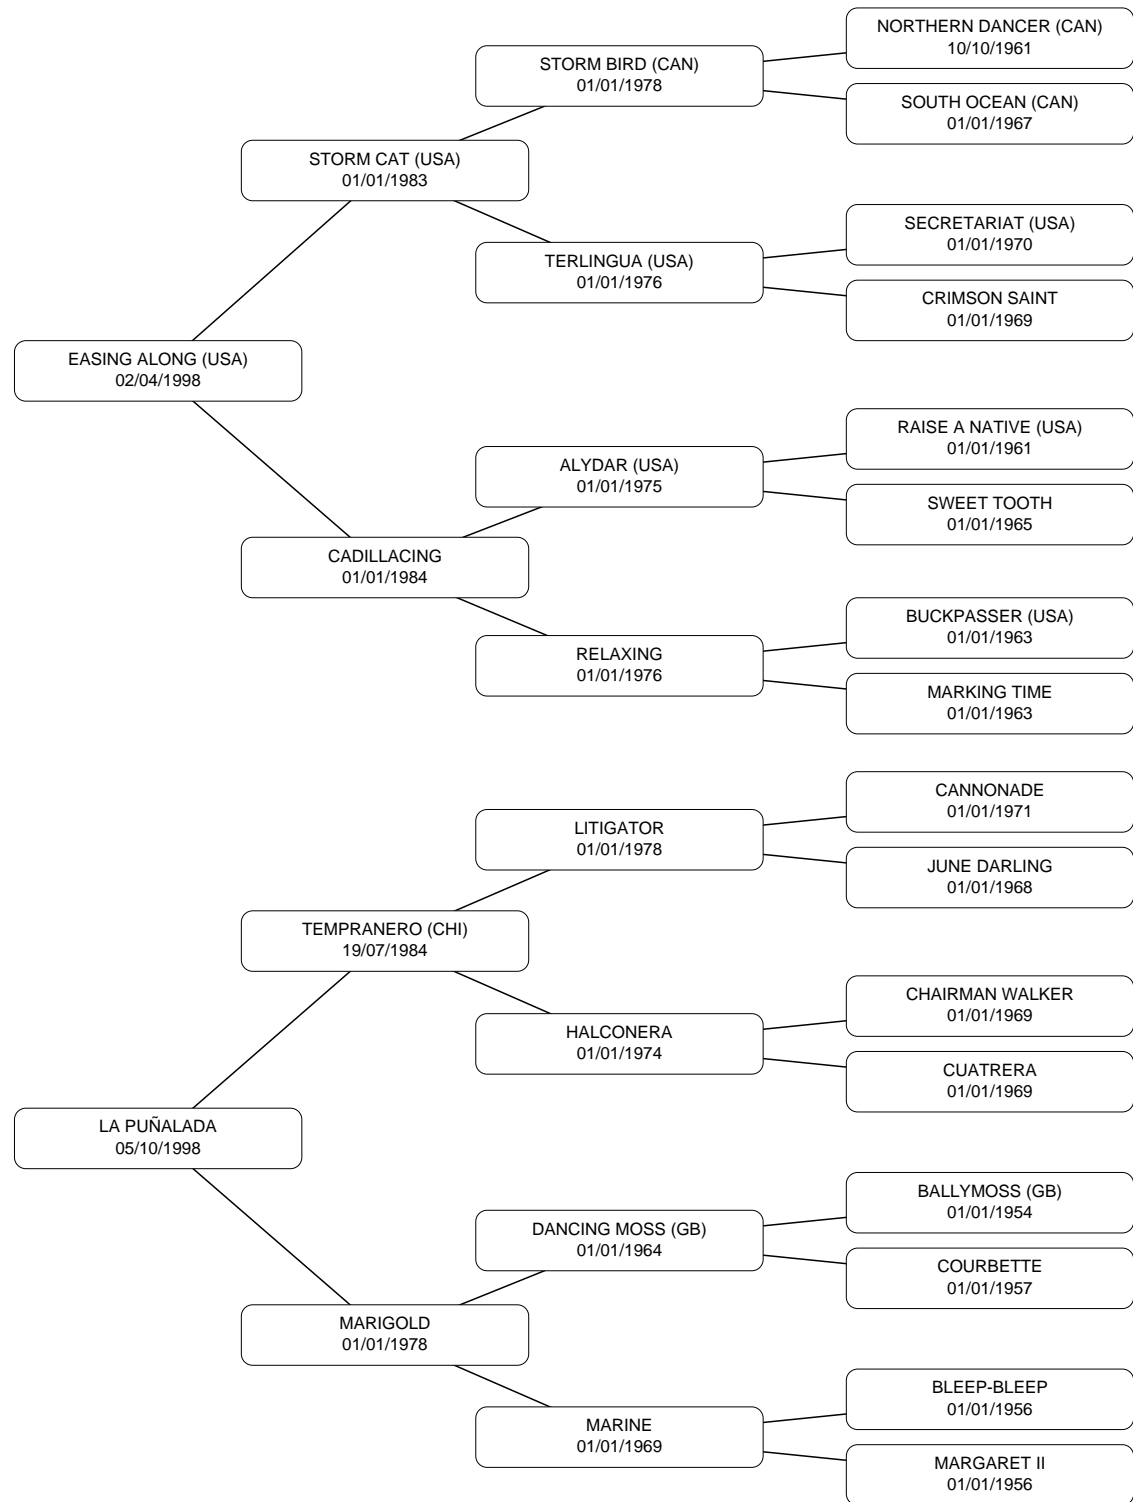 NORTHERN DANCER (CAN)
10/10/1961
STORM BIRD (CAN)
01/01/1978
SOUTH OCEAN (CAN)
01/01/1967
STORM CAT (USA)
01/01/1983
SECRETARIAT (USA)
01/01/1970
TERLINGUA (USA)
01/01/1976
CRIMSON SAINT
01/01/1969
EASING ALONG (USA)
02/04/1998
RAISE A NATIVE (USA)
01/01/1961
ALYDAR (USA)
01/01/1975
SWEET TOOTH
01/01/1965
CADILLACING
01/01/1984
BUCKPASSER (USA)
01/01/1963
RELAXING
01/01/1976
MARKING TIME
01/01/1963
CANNONADE
01/01/1971
LITIGATOR
01/01/1978
JUNE DARLING
01/01/1968
TEMPRANERO (CHI)
19/07/1984
CHAIRMAN WALKER
01/01/1969
HALCONERA
01/01/1974
CUATRERA
01/01/1969
LA PUÑALADA
05/10/1998
BALLYMOSS (GB)
01/01/1954
DANCING MOSS (GB)
01/01/1964
COURBETTE
01/01/1957
MARIGOLD
01/01/1978
BLEEP-BLEEP
01/01/1956
MARINE
01/01/1969
MARGARET II
01/01/1956